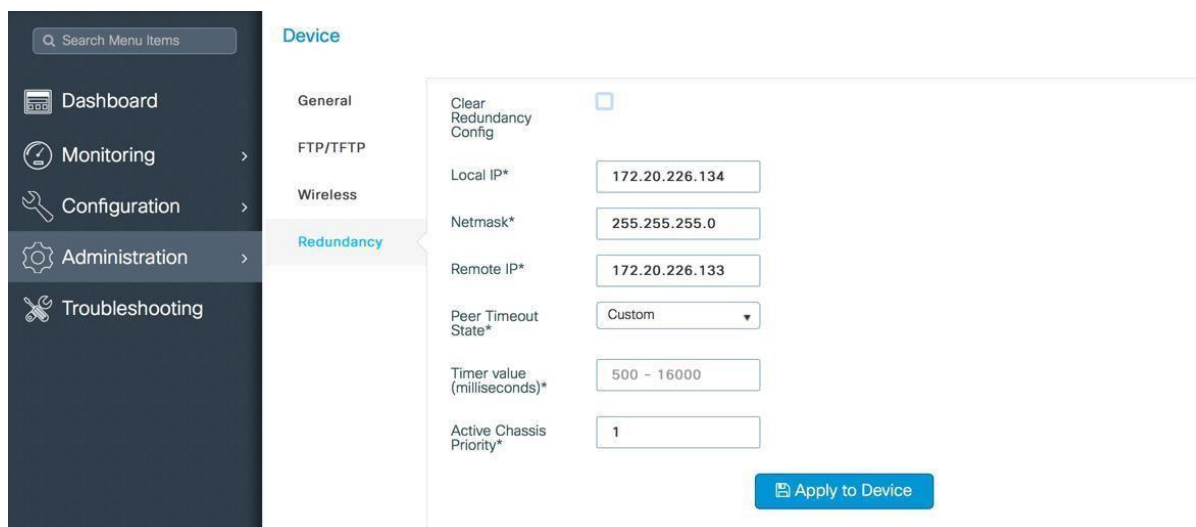 Search Menu Items
Dashboard
Monitoring
Configuration
Administration
Troubleshooting
Device
General
FTP/TFTP
Wireless
Redundancy
Clear
Redundancy
Config
Local IP*
172.20.226.134
Netmask*
255.255.255.0
Remote IP*
172.20.226.133
Peer Timeout
State*
Custom
Timer value
(milliseconds)*
500 - 16000
Active Chassis
Priority*
1
Apply to Device